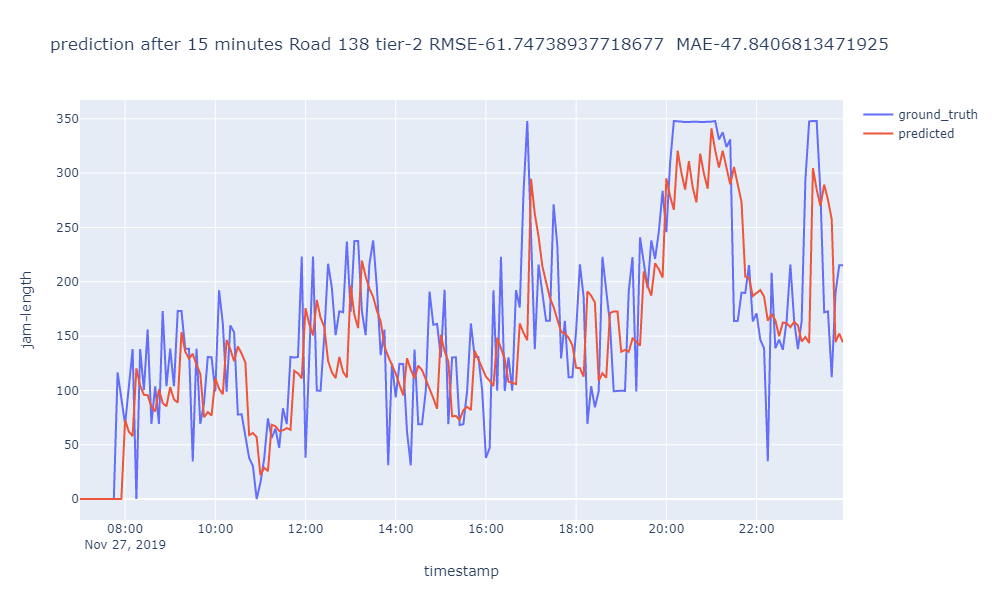 prediction after 15 minutes Road 138 tier-2 RMSE-61.74738937718677 MAE-47.8406813471925
ground_truth
predicted
jam-length
350
300
250
200
150
100
50
0
08:00 10:00 12:00 14:00 16:00 18:00 20:00 22:00
Nov 27, 2019
timestamp